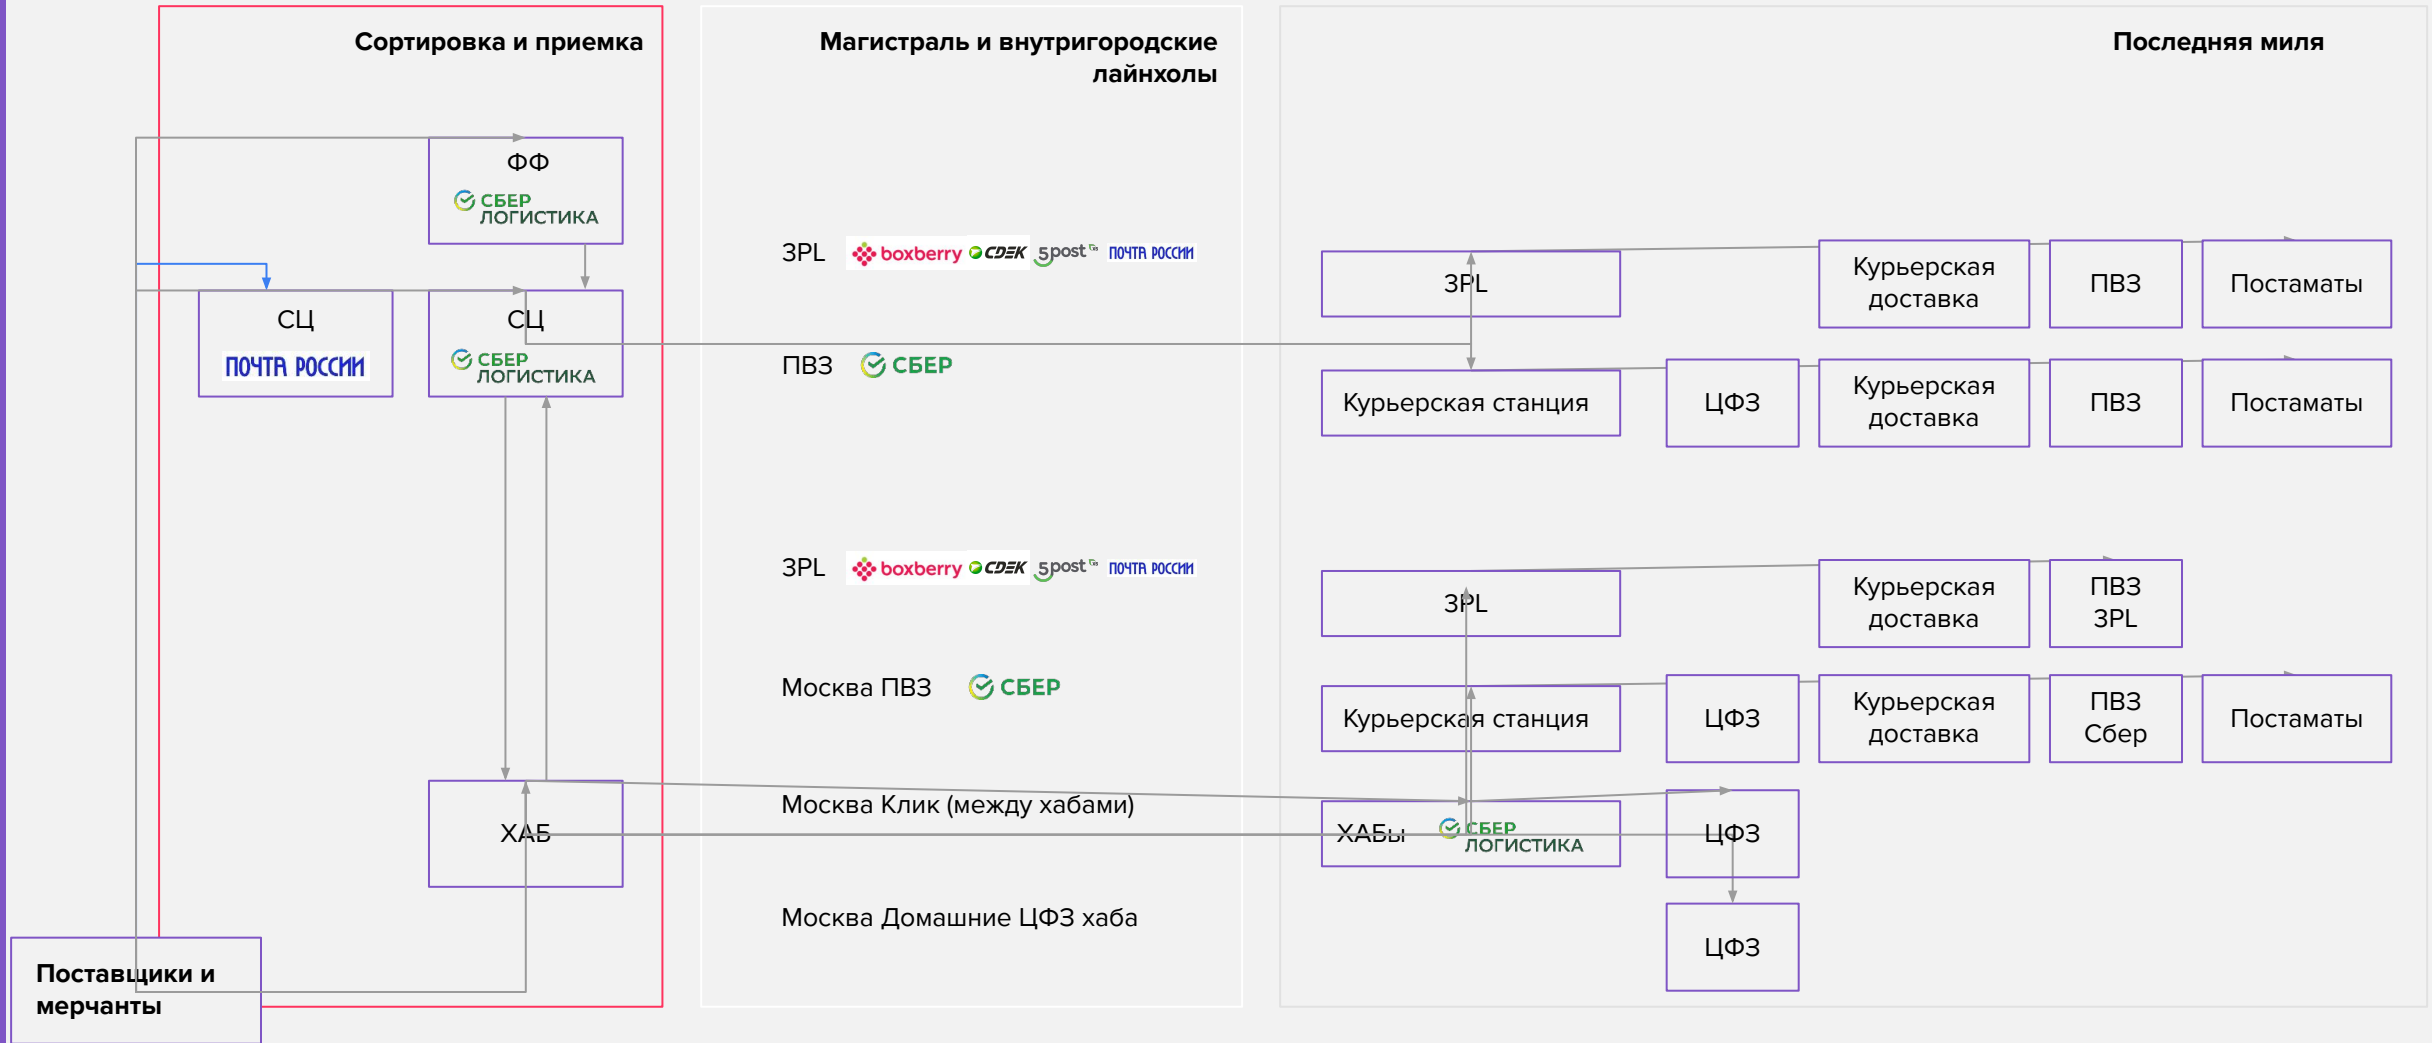 Сортировка и приемка
ФФ
СБЕР
ЛОГИСТИКА
СЦ
ПОЧТА РОССИИ
СЦ
СБЕР
ЛОГИСТИКА
ХАБ
Поставщики и
мерчанты
Магистраль и внутригородские
лайнхолы
3PL boxberry CDEK 5post ПОЧТА РОССИИ
ПВЗ СБЕР
3PL boxberry CDEK 5post ПОЧТА РОССИИ
Москва ПВЗ СБЕР
Москва Клик (между хабами)
Москва Домашние ЦФЗ хаба
Последняя миля
3PL
Курьерская
доставка
ПВЗ
Постаматы
Курьерская станция
ЦФЗ
Курьерская
доставка
ПВЗ
Постаматы
3PL
Курьерская
доставка
ПВЗ
3PL
Курьерская станция
ЦФЗ
Курьерская
доставка
ПВЗ
Сбер
Постаматы
ХАБы
СБЕР
ЛОГИСТИКА
ЦФЗ
ЦФЗ